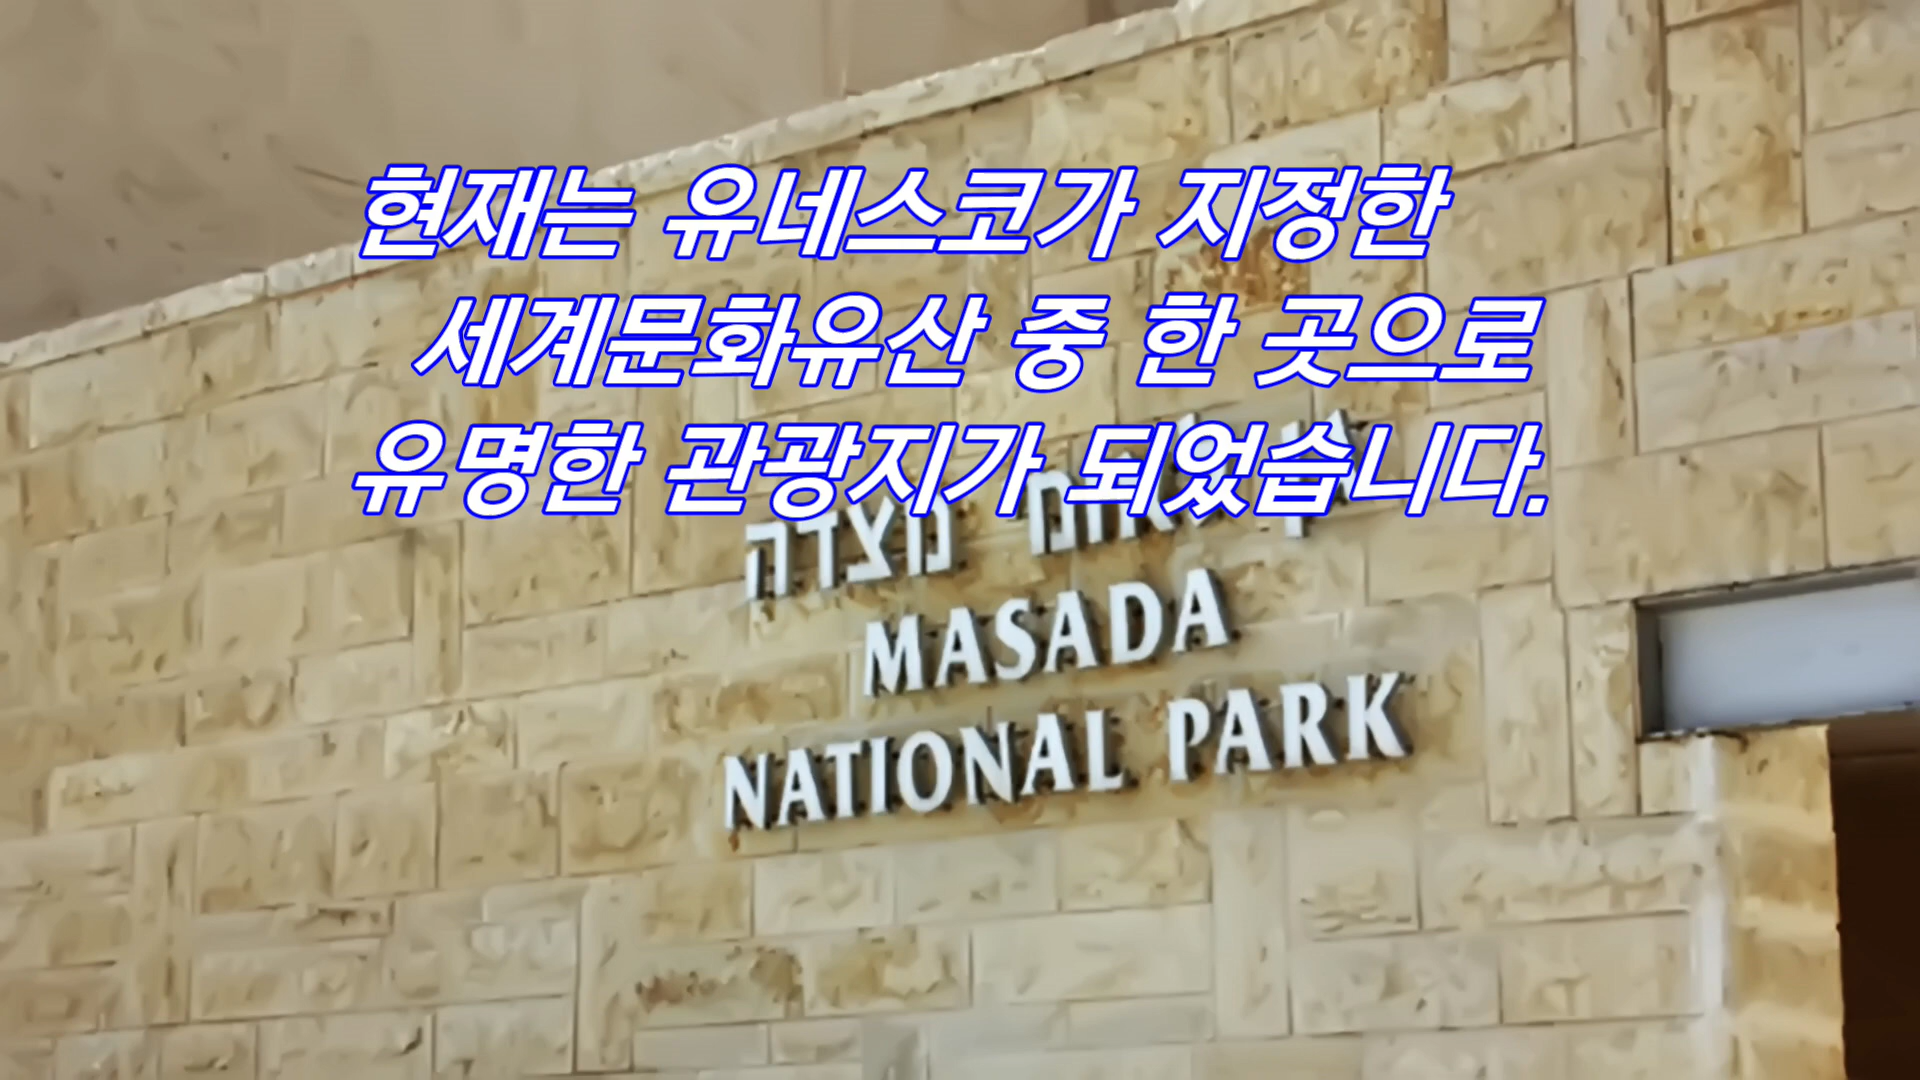 현재는 유네스코가 지정한
세계문화유산 중 한 곳으로
유명한 관광지가 되었습니다.
מצדה
MASADA
NATIONAL PARK